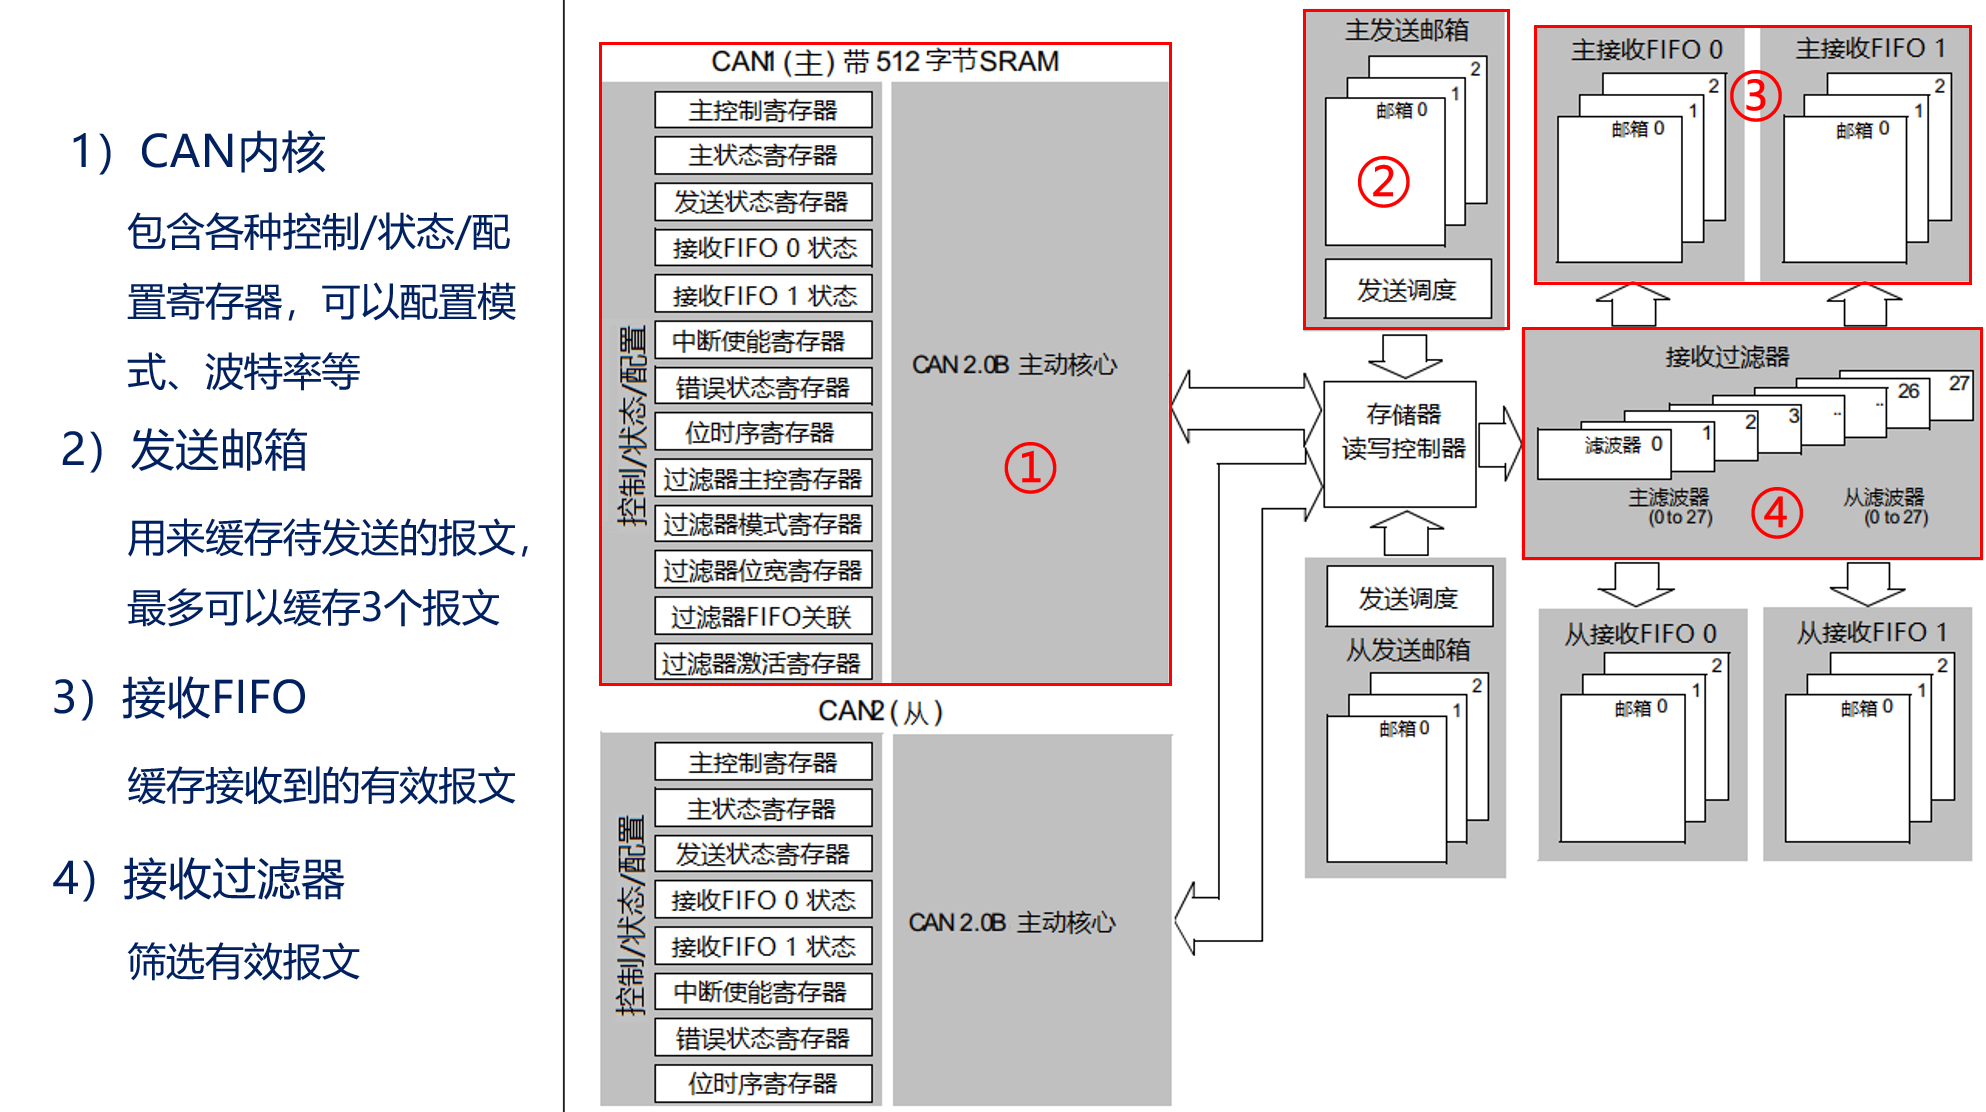 1）CAN内核
包含各种控制/状态/配
置寄存器，可以配置模
式、波特率等
2）发送邮箱
用来缓存待发送的报文，
最多可以缓存3个报文
3）接收FIFO
缓存接收到的有效报文
4）接收过滤器
筛选有效报文
CAN1 (主) 带 512 字节SRAM
控制/状态/配置
主控制寄存器
主状态寄存器
发送状态寄存器
接收FIFO 0 状态
接收FIFO 1 状态
中断使能寄存器
错误状态寄存器
位时序寄存器
过滤器主控寄存器
过滤器模式寄存器
过滤器位宽寄存器
过滤器FIFO关联
过滤器激活寄存器
CAN 2.0B 主动核心
①
CAN2 (从)
控制/状态/配置
主控制寄存器
主状态寄存器
发送状态寄存器
接收FIFO 0 状态
接收FIFO 1 状态
中断使能寄存器
错误状态寄存器
位时序寄存器
CAN 2.0B 主动核心
主发送邮箱
2
1
邮箱 0
②
发送调度
存储器
读写控制器
发送调度
从发送邮箱
2
1
邮箱 0
主接收FIFO 0
2
1
邮箱 0
③
主接收FIFO 1
2
1
邮箱 0
接收过滤器
滤波器 0
1
2
3
..
..
26
27
主滤波器
(0 to 27)
④
从滤波器
(0 to 27)
从接收FIFO 0
2
1
邮箱 0
从接收FIFO 1
2
1
邮箱 0